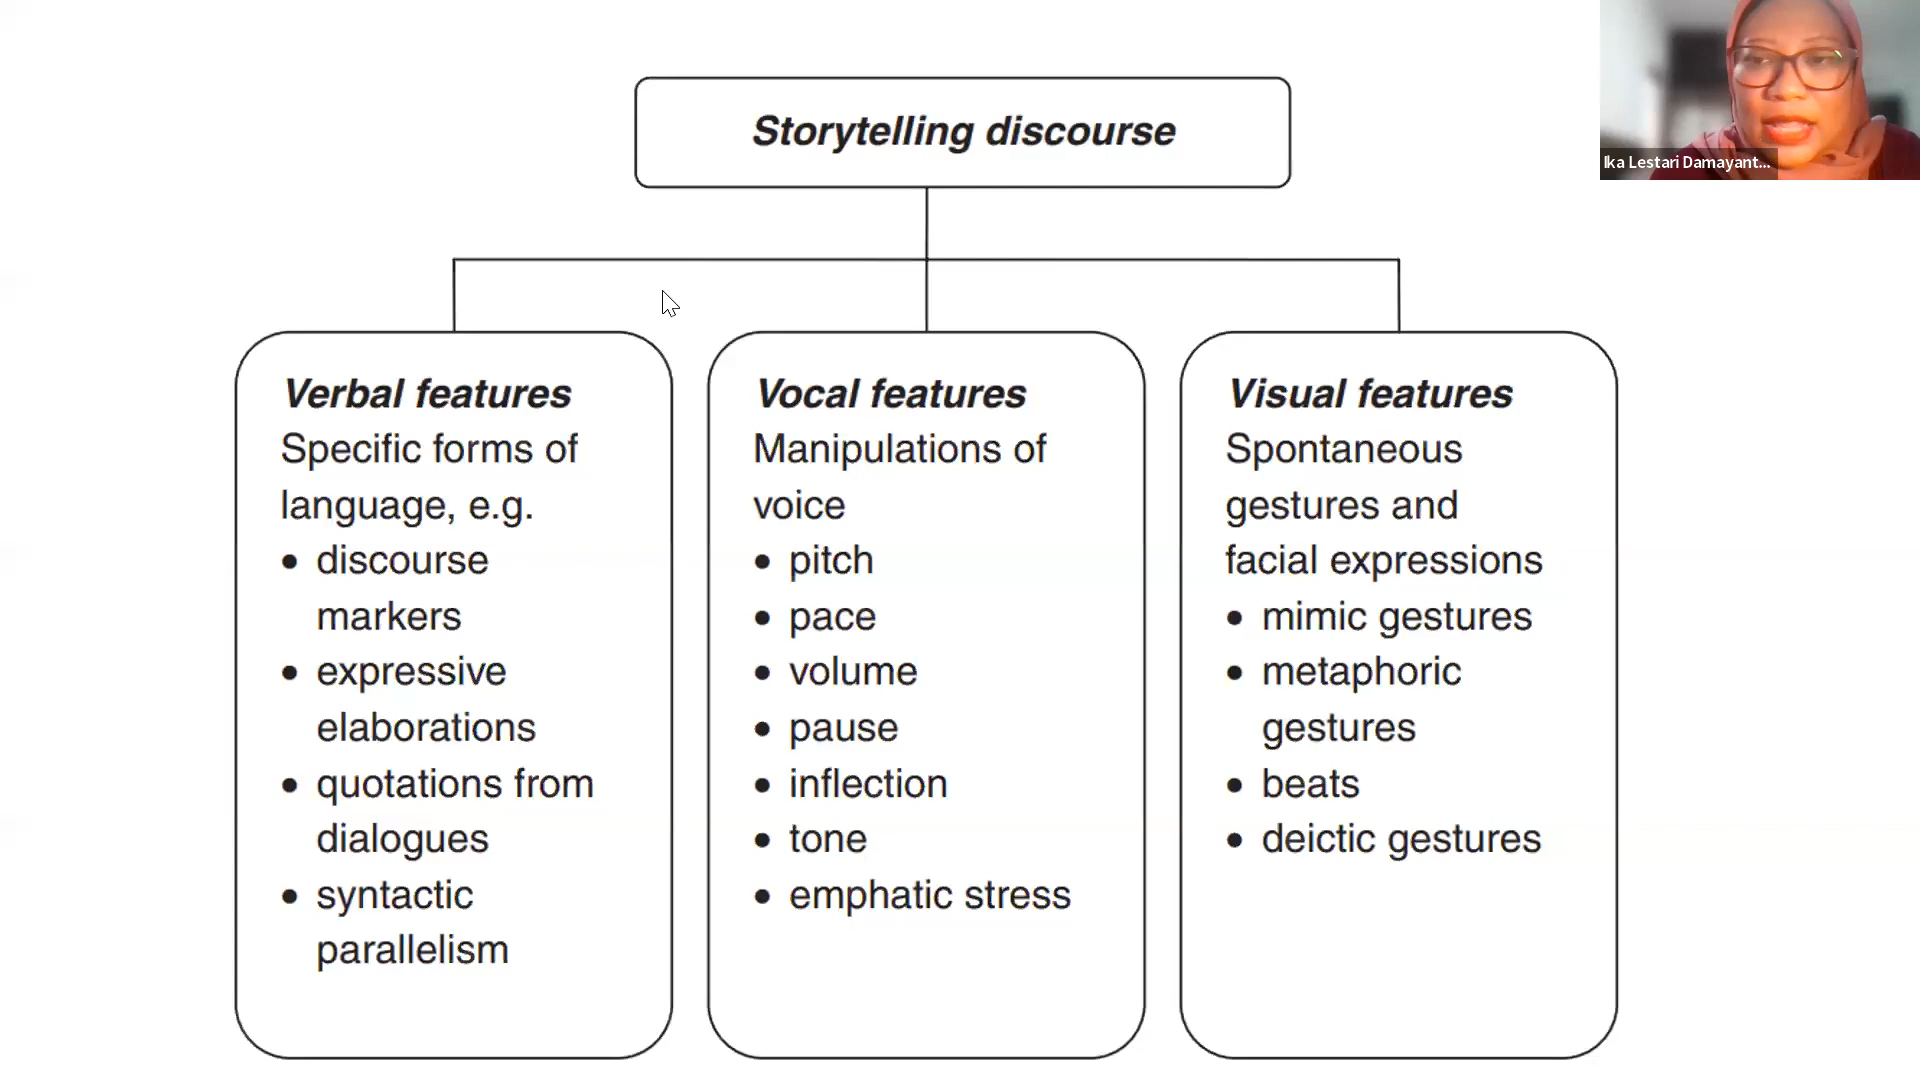 Storytelling discourse
Ika Lestari Damayant...
Verbal features
Specific forms of
language, e.g.
• discourse
markers
• expressive
elaborations
• quotations from
dialogues
• syntactic
parallelism
Vocal features
Manipulations of
voice
• pitch
• pace
• volume
• pause
• inflection
• tone
• emphatic stress
Visual features
Spontaneous
gestures and
facial expressions
• mimic gestures
• metaphoric
gestures
• beats
• deictic gestures